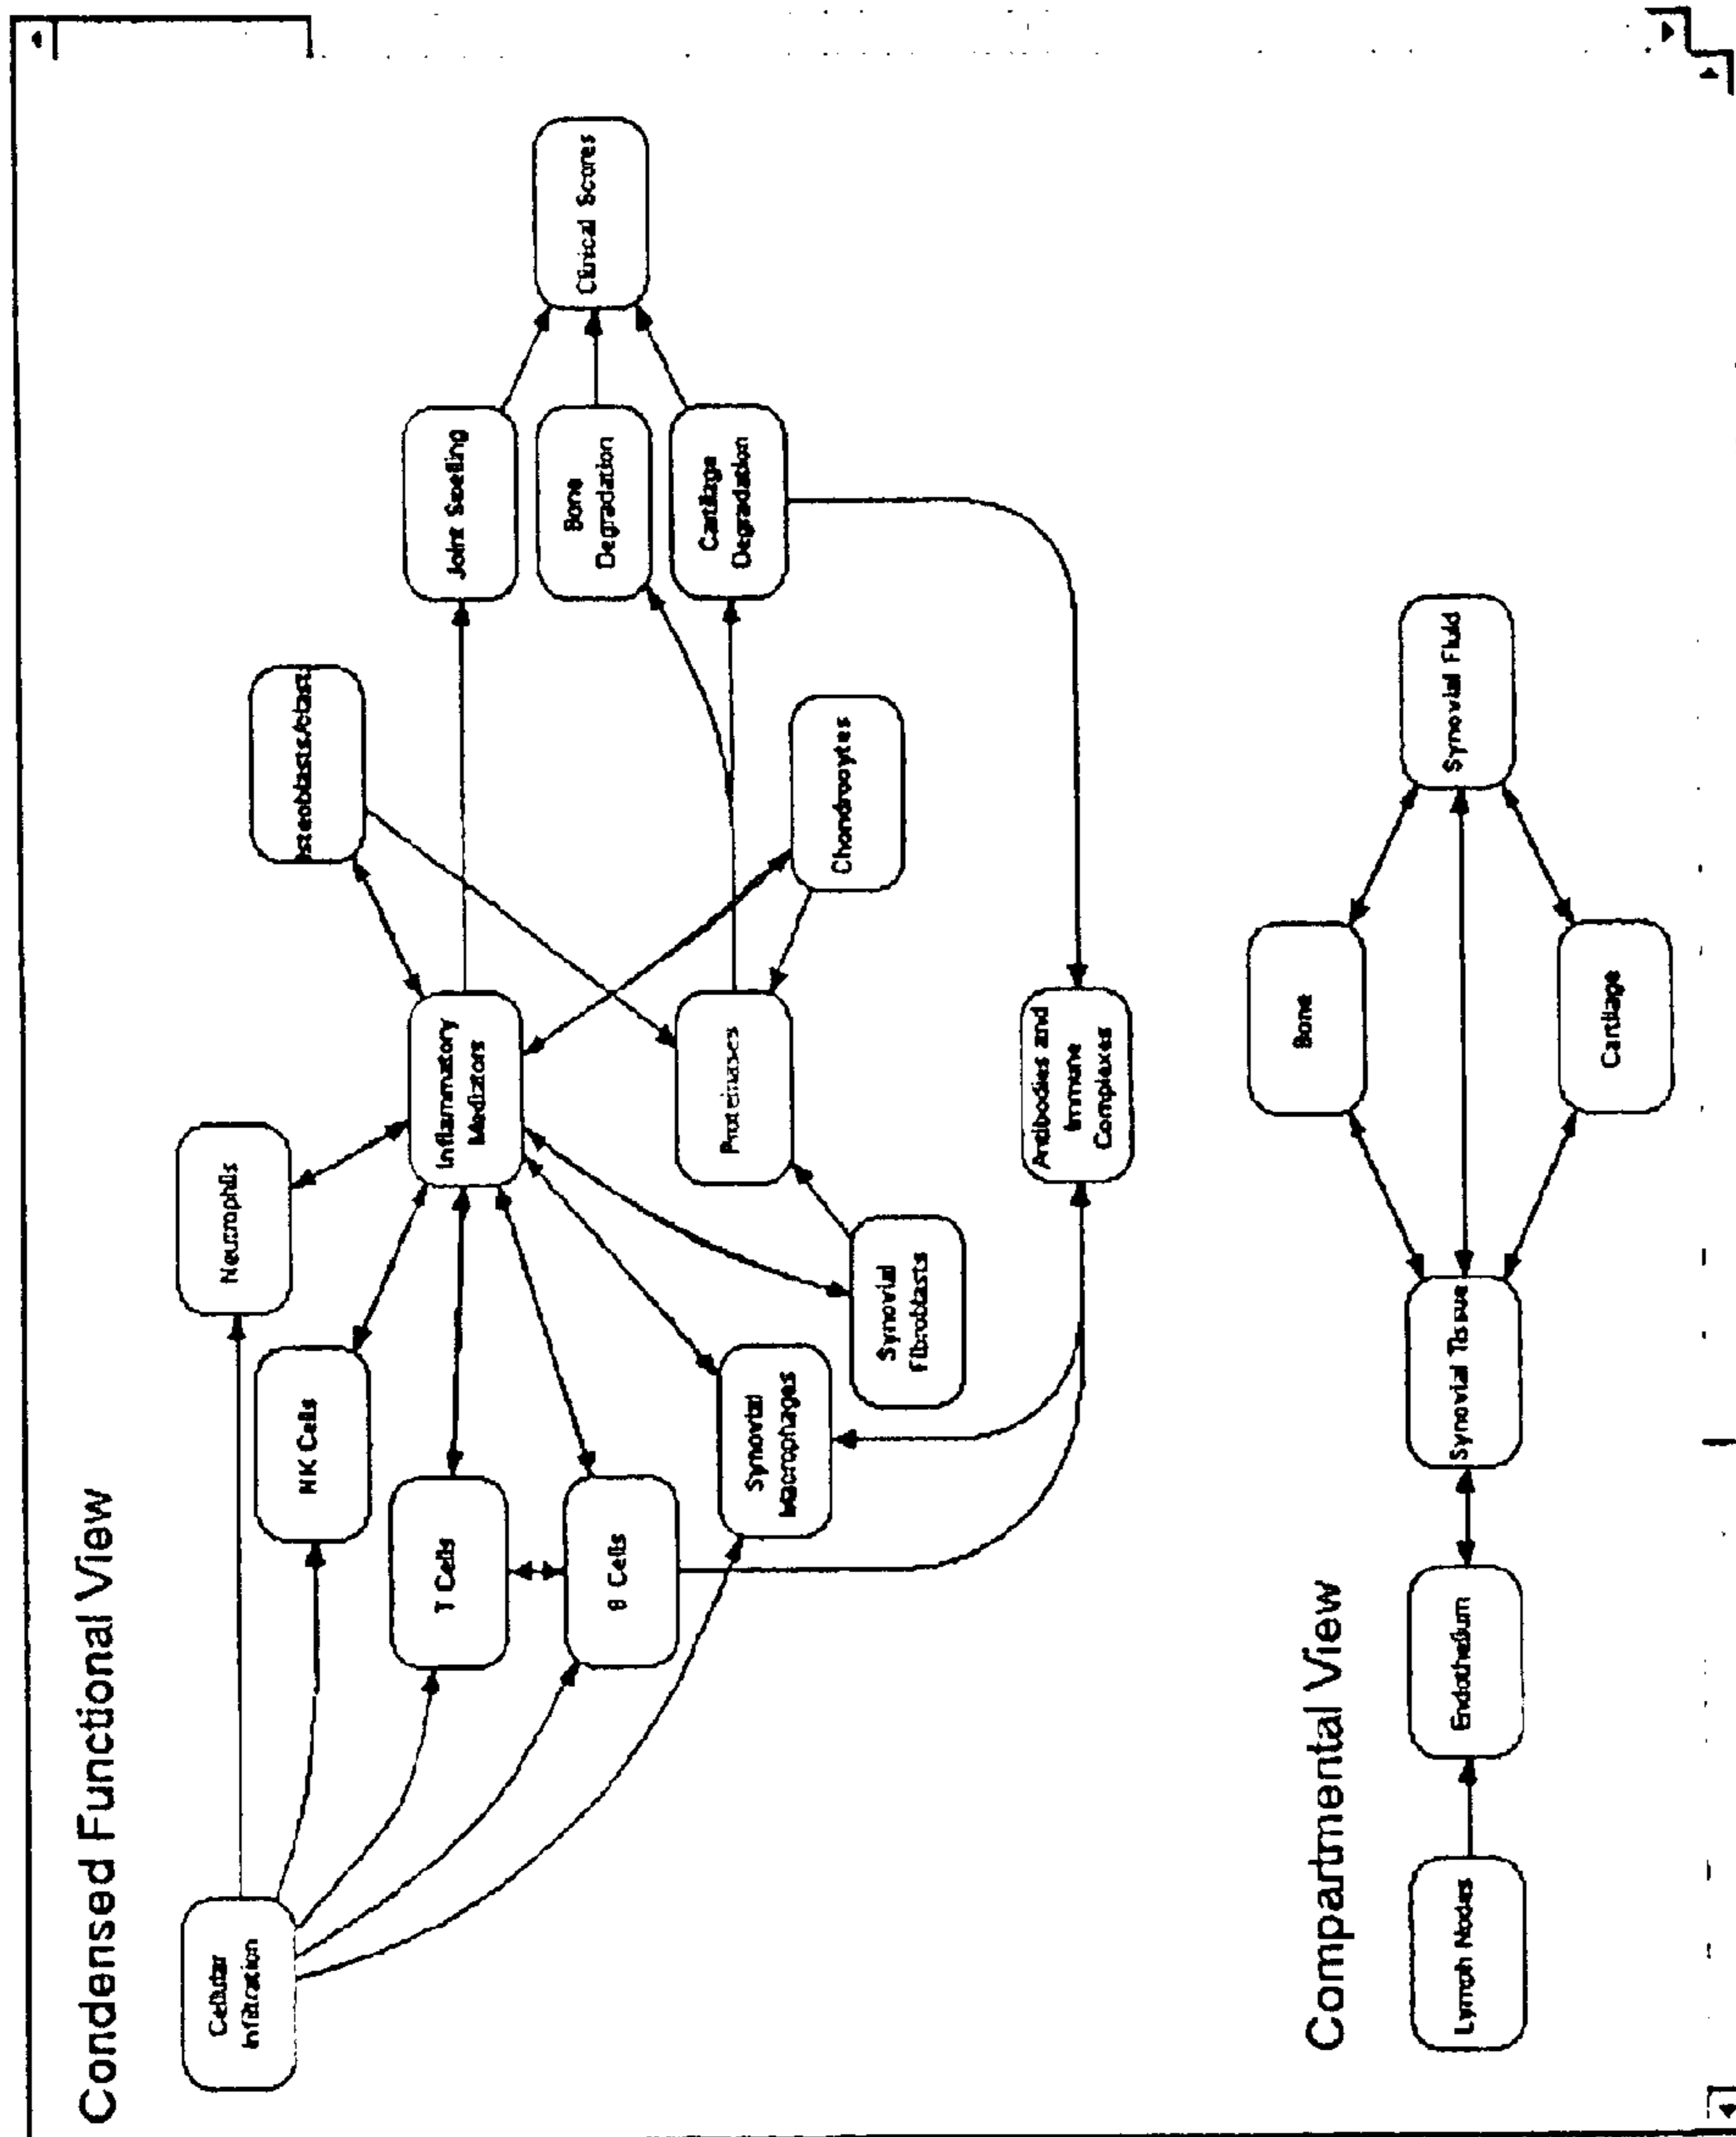 Condensed Functional View
Cellular
Infiltration
Neutrophils
NK Cells
T Cells
B Cells
Synovial
Macrophages
Synovial
Fibroblasts
Inflammatory
Mediators
Proteinases
Antibodies and
Immune
Complexes
Chondrocytes
Joint Swelling
Bone
Degradation
Cartilage
Degradation
Clinical Scores
Compartmental View
Lymph Nodes
Endothelium
Synovial Tissue
Bone
Cartilage
Synovial Fluid